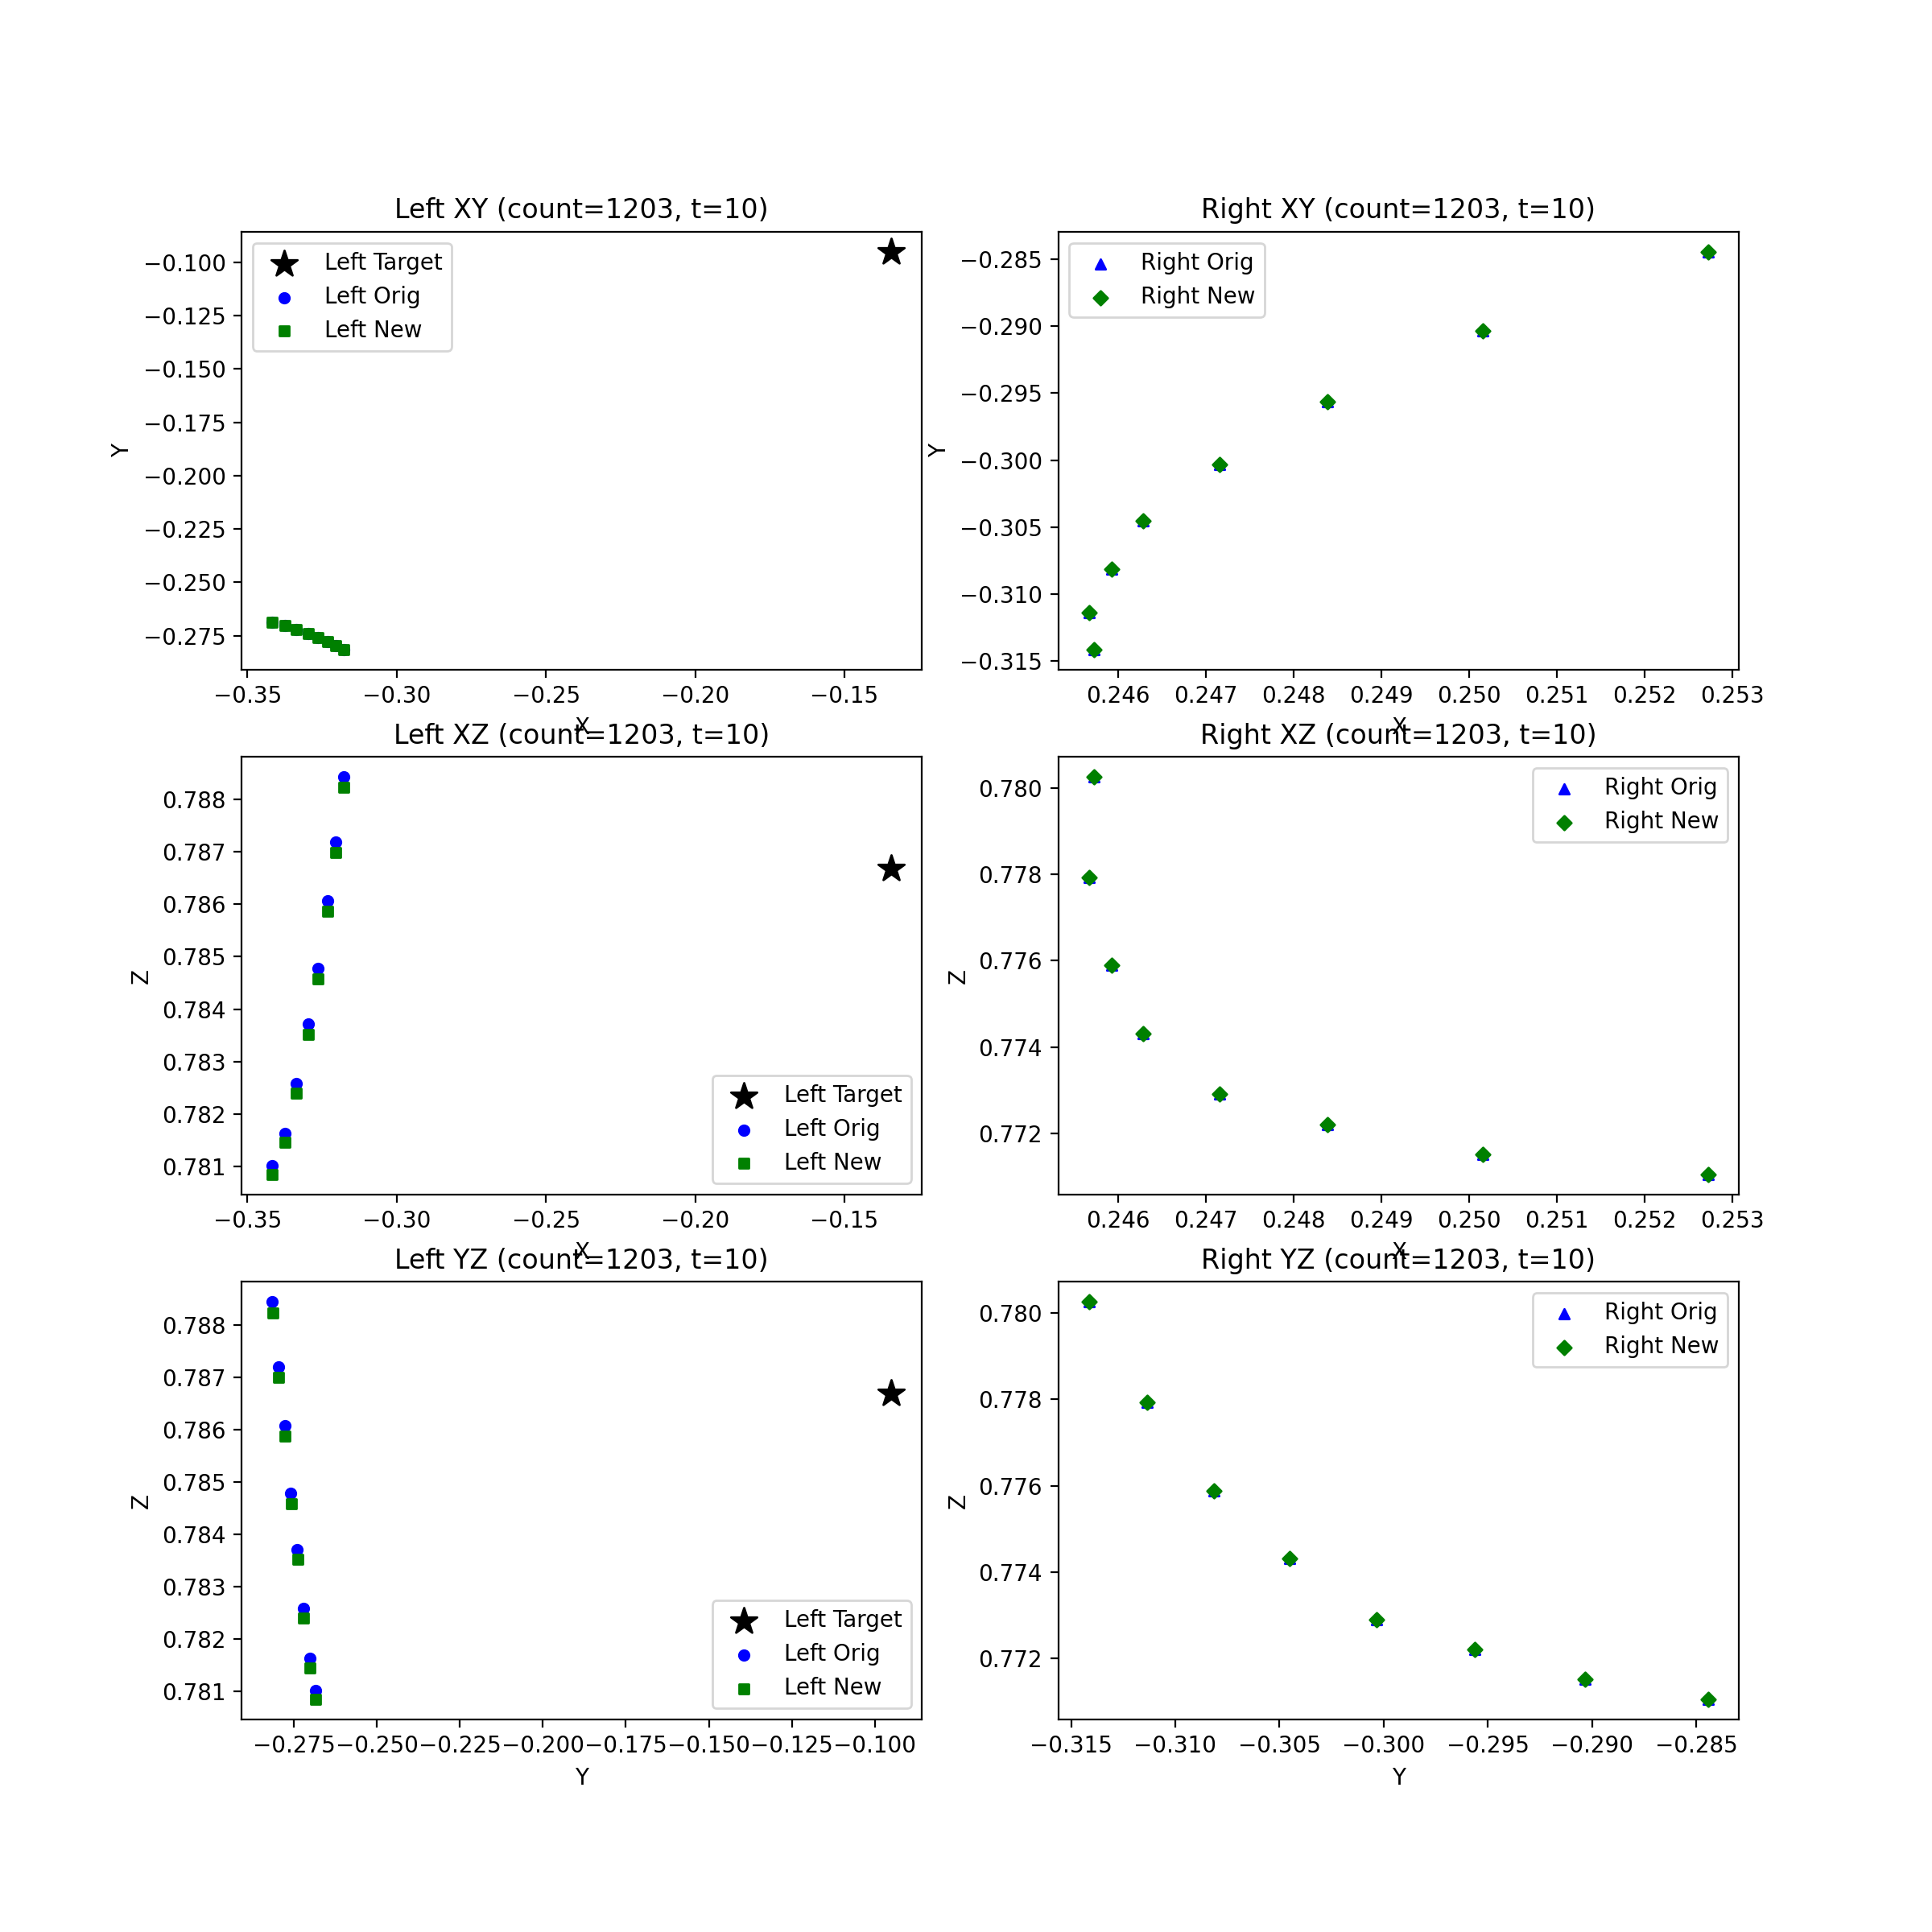 Left XY (count=1203, t=10)
Left Target
Left Orig
Left New
−0.100
−0.125
−0.150
−0.175
−0.200
−0.225
−0.250
−0.275
Y
−0.35 −0.30 −0.25 −0.20 −0.15
X
Right XY (count=1203, t=10)
Right Orig
Right New
−0.285
−0.290
−0.295
−0.300
−0.305
−0.310
−0.315
Y
0.246 0.247 0.248 0.249 0.250 0.251 0.252 0.253
X
Left XZ (count=1203, t=10)
0.788
0.787
0.786
0.785
0.784
0.783
0.782
0.781
Z
Left Target
Left Orig
Left New
−0.35 −0.30 −0.25 −0.20 −0.15
X
Right XZ (count=1203, t=10)
Right Orig
Right New
0.780
0.778
0.776
0.774
0.772
Z
0.246 0.247 0.248 0.249 0.250 0.251 0.252 0.253
X
Left YZ (count=1203, t=10)
0.788
0.787
0.786
0.785
0.784
0.783
0.782
0.781
Z
Left Target
Left Orig
Left New
−0.275 −0.250 −0.225 −0.200 −0.175 −0.150 −0.125 −0.100
Y
Right YZ (count=1203, t=10)
Right Orig
Right New
0.780
0.778
0.776
0.774
0.772
Z
−0.315 −0.310 −0.305 −0.300 −0.295 −0.290 −0.285
Y